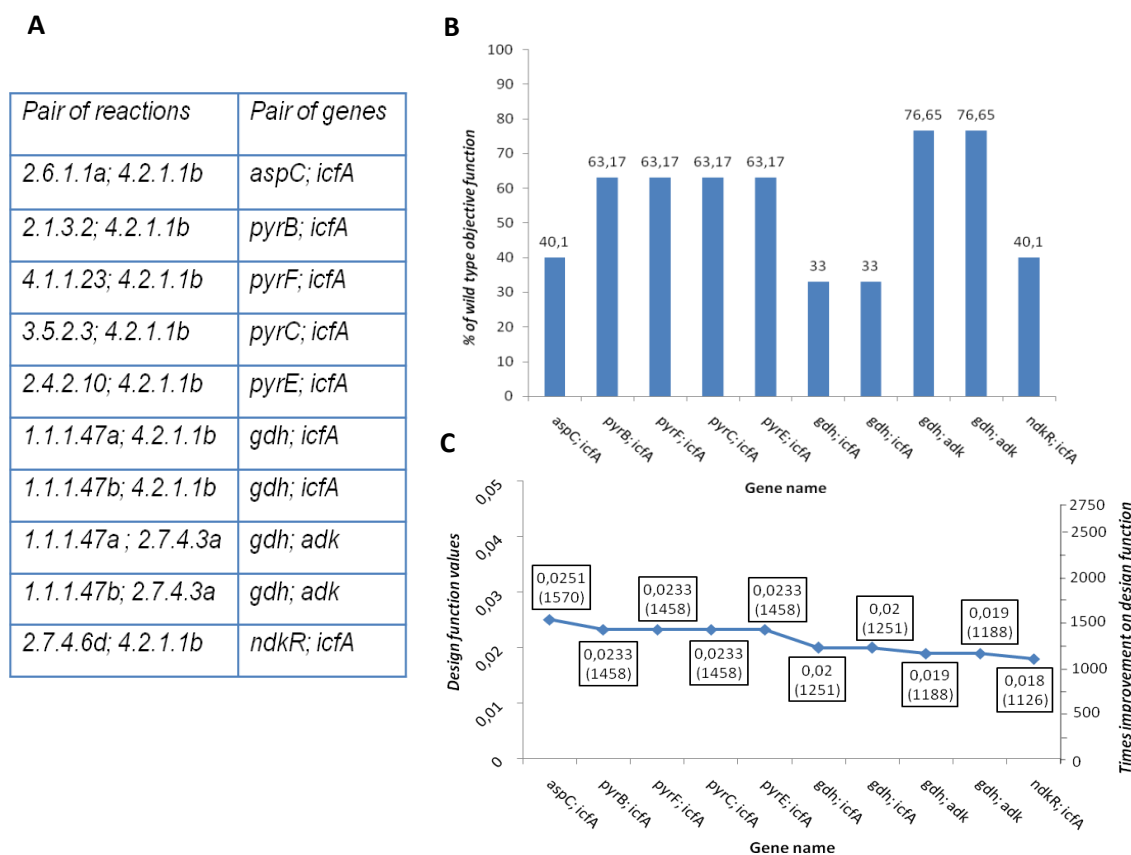 A
Pair of reactions Pair of genes
2.6.1.1a; 4.2.1.1b aspC; icfA
2.1.3.2; 4.2.1.1b pyrB; icfA
4.1.1.23; 4.2.1.1b pyrF; icfA
3.5.2.3; 4.2.1.1b pyrC; icfA
2.4.2.10; 4.2.1.1b pyrE; icfA
1.1.1.47a; 4.2.1.1b gdh; icfA
1.1.1.47b; 4.2.1.1b gdh; icfA
1.1.1.47a ; 2.7.4.3a gdh; adk
1.1.1.47b; 2.7.4.3a gdh; adk
2.7.4.6d; 4.2.1.1b ndkR; icfA
B
% of wild type objective function
100
90
80
70
60
50
40
30
20
10
0
40,1
63,17
63,17
63,17
63,17
33
33
76,65
76,65
40,1
aspC; icfA
pyrB; icfA
pyrF; icfA
pyrC; icfA
pyrE; icfA
gdh; icfA
gdh; icfA
gdh; adk
gdh; adk
ndkR; icfA
Gene name
C
Design function values
0,05
0,04
0,03
0,02
0,01
0
0,0251
(1570)
0,0233
(1458)
0,0233
(1458)
0,0233
(1458)
0,0233
(1458)
0,02
(1251)
0,02
(1251)
0,019
(1188)
0,019
(1188)
0,018
(1126)
2750
2500
2000
1500
1000
500
0
Times improvement on design function
aspC; icfA
pyrB; icfA
pyrF; icfA
pyrC; icfA
pyrE; icfA
gdh; icfA
gdh; icfA
gdh; adk
gdh; adk
ndkR; icfA
Gene name